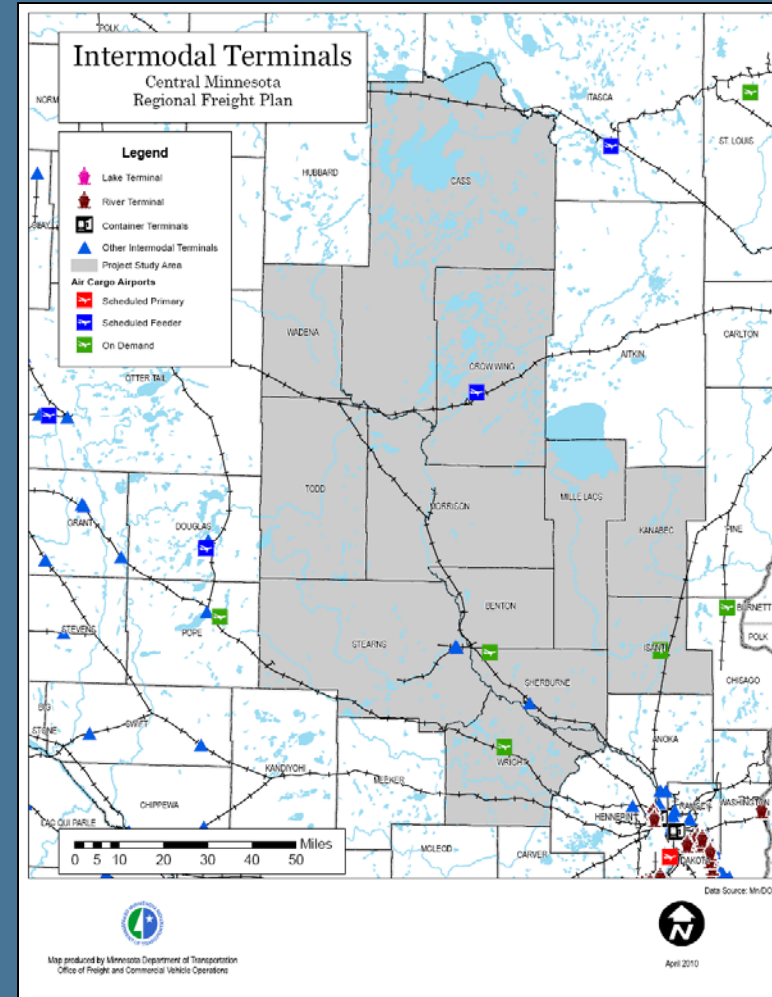 Intermodal Terminals
Central Minnesota
Regional Freight Plan
Legend
Lake Terminal
River Terminal
Container Terminals
Other Intermodal Terminals
Project Study Area
Air Cargo Airports
Scheduled Primary
Scheduled Feeder
On Demand
POLK
NORM
ITASCA
ST. LOUIS
HUBBARD
CASS
WADENA
CROW WING
AITKIN
CARLTON
OTTER TAIL
TODD
MORRISON
MILLE LACS
KANABEC
PINE
GRANT
DOUGLAS
BENTON
BURNETT
STEVENS
POPE
STEARNS
ISANTI
POLK
SHERBURNE
CHISAGO
BIG
STONE
SWIFT
ANOKA
KANDIYOHI
MEEKER
WRIGHT
CHIPPEWA
HENNEPIN
RAMSEY
WASHINGTON
LAC QUI PARLE
MCLEOD
CARVER
DAKOTA
Miles
0 5 10 20 30 40 50
Data Source: Mn/DO
Map produced by Minnesota Department of Transportation
Office of Freight and Commercial Vehicle Operations
N
April 2010